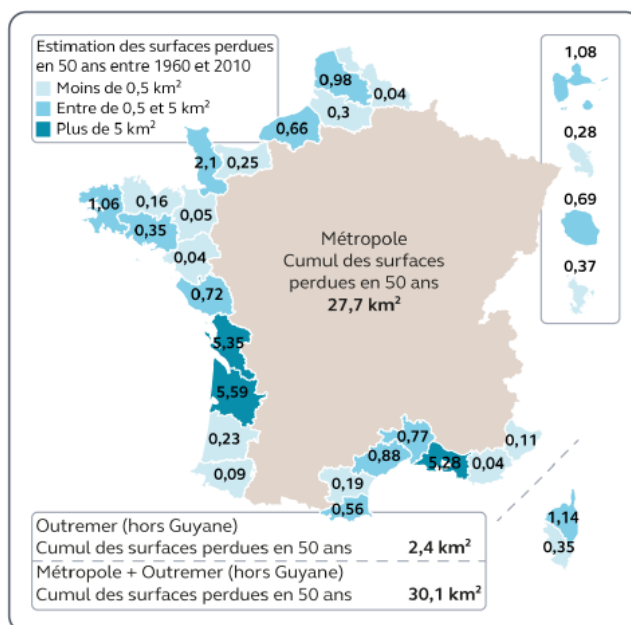 Estimation des surfaces perdues
en 50 ans entre 1960 et 2010
Moins de 0,5 km²
Entre de 0,5 et 5 km²
Plus de 5 km²
0,98
0,04
0,3
0,66
2,1
0,25
1,06
0,16
0,05
0,35
0,04
0,72
5,35
5,59
0,23
0,09
Métropole
Cumul des surfaces
perdues en 50 ans
27,7 km²
0,77
0,88
5,28
0,04
0,11
0,19
0,56
1,14
0,35
1,08
0,28
0,69
0,37
Outremer (hors Guyane)
Cumul des surfaces perdues en 50 ans 2,4 km²
Métropole + Outremer (hors Guyane)
Cumul des surfaces perdues en 50 ans 30,1 km²